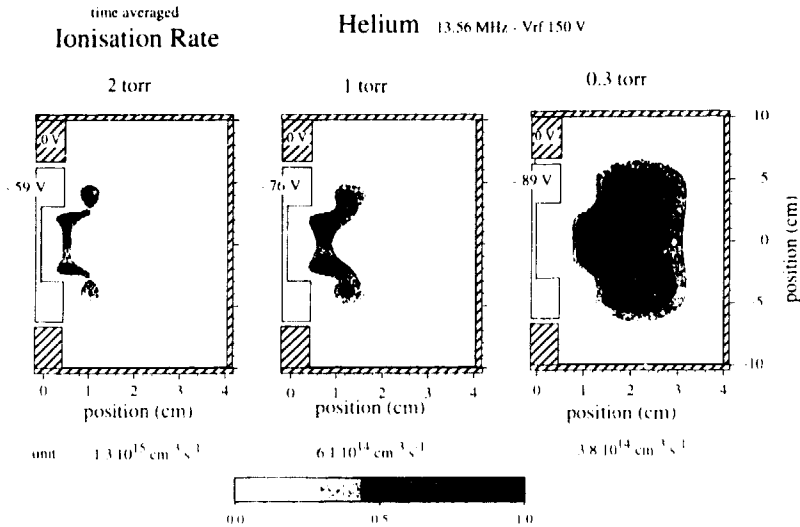 time averaged
Ionisation Rate
Helium 13.56 MHz - Vrf 150 V
2 torr
1 torr
0.3 torr
0 V
0 V
0 V
- 59 V
- 76 V
- 89 V
10
5
0
-5
-10
position (cm)
0 1 2 3 4
0 1 2 3 4
0 1 2 3 4
position (cm)
position (cm)
position (cm)
unit 1.3 10^15 cm^-3 s^-1
6.1 10^14 cm^-3 s^-1
3.8 10^14 cm^-3 s^-1
0.0 0.5 1.0